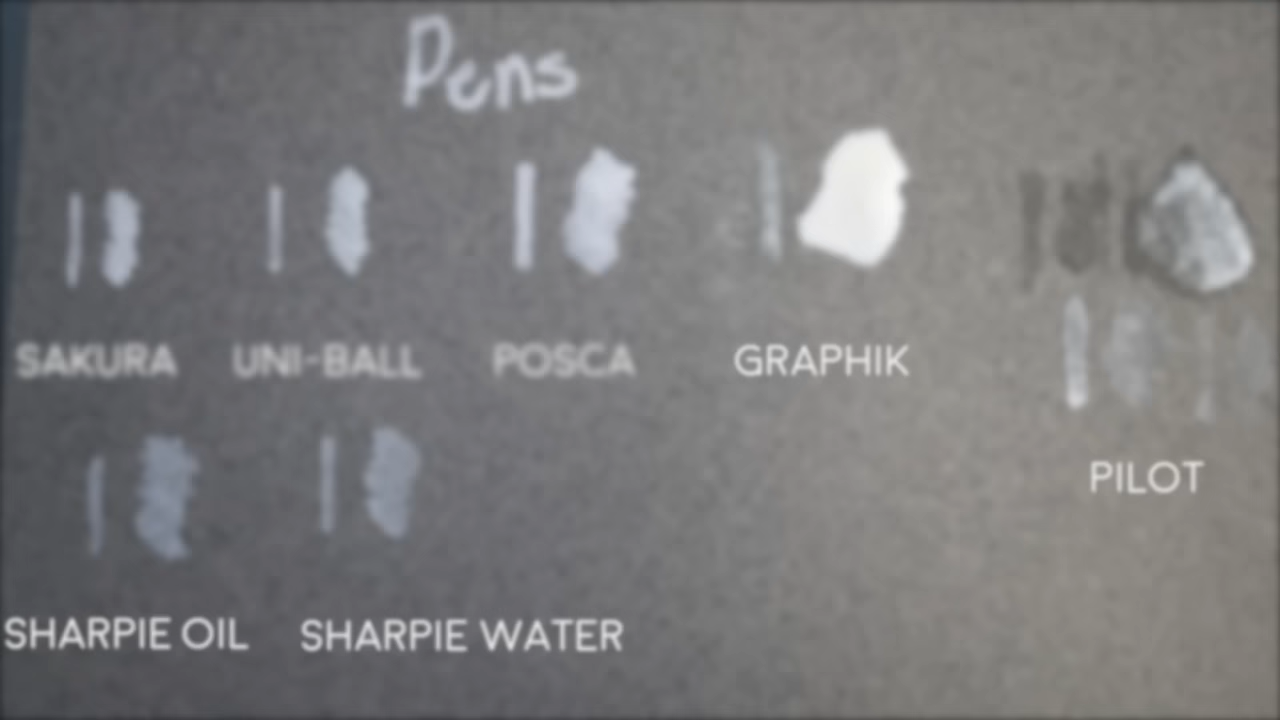 Pens
SAKURA UNI-BALL POSCA GRAPHIK
PILOT
SHARPIE OIL SHARPIE WATER